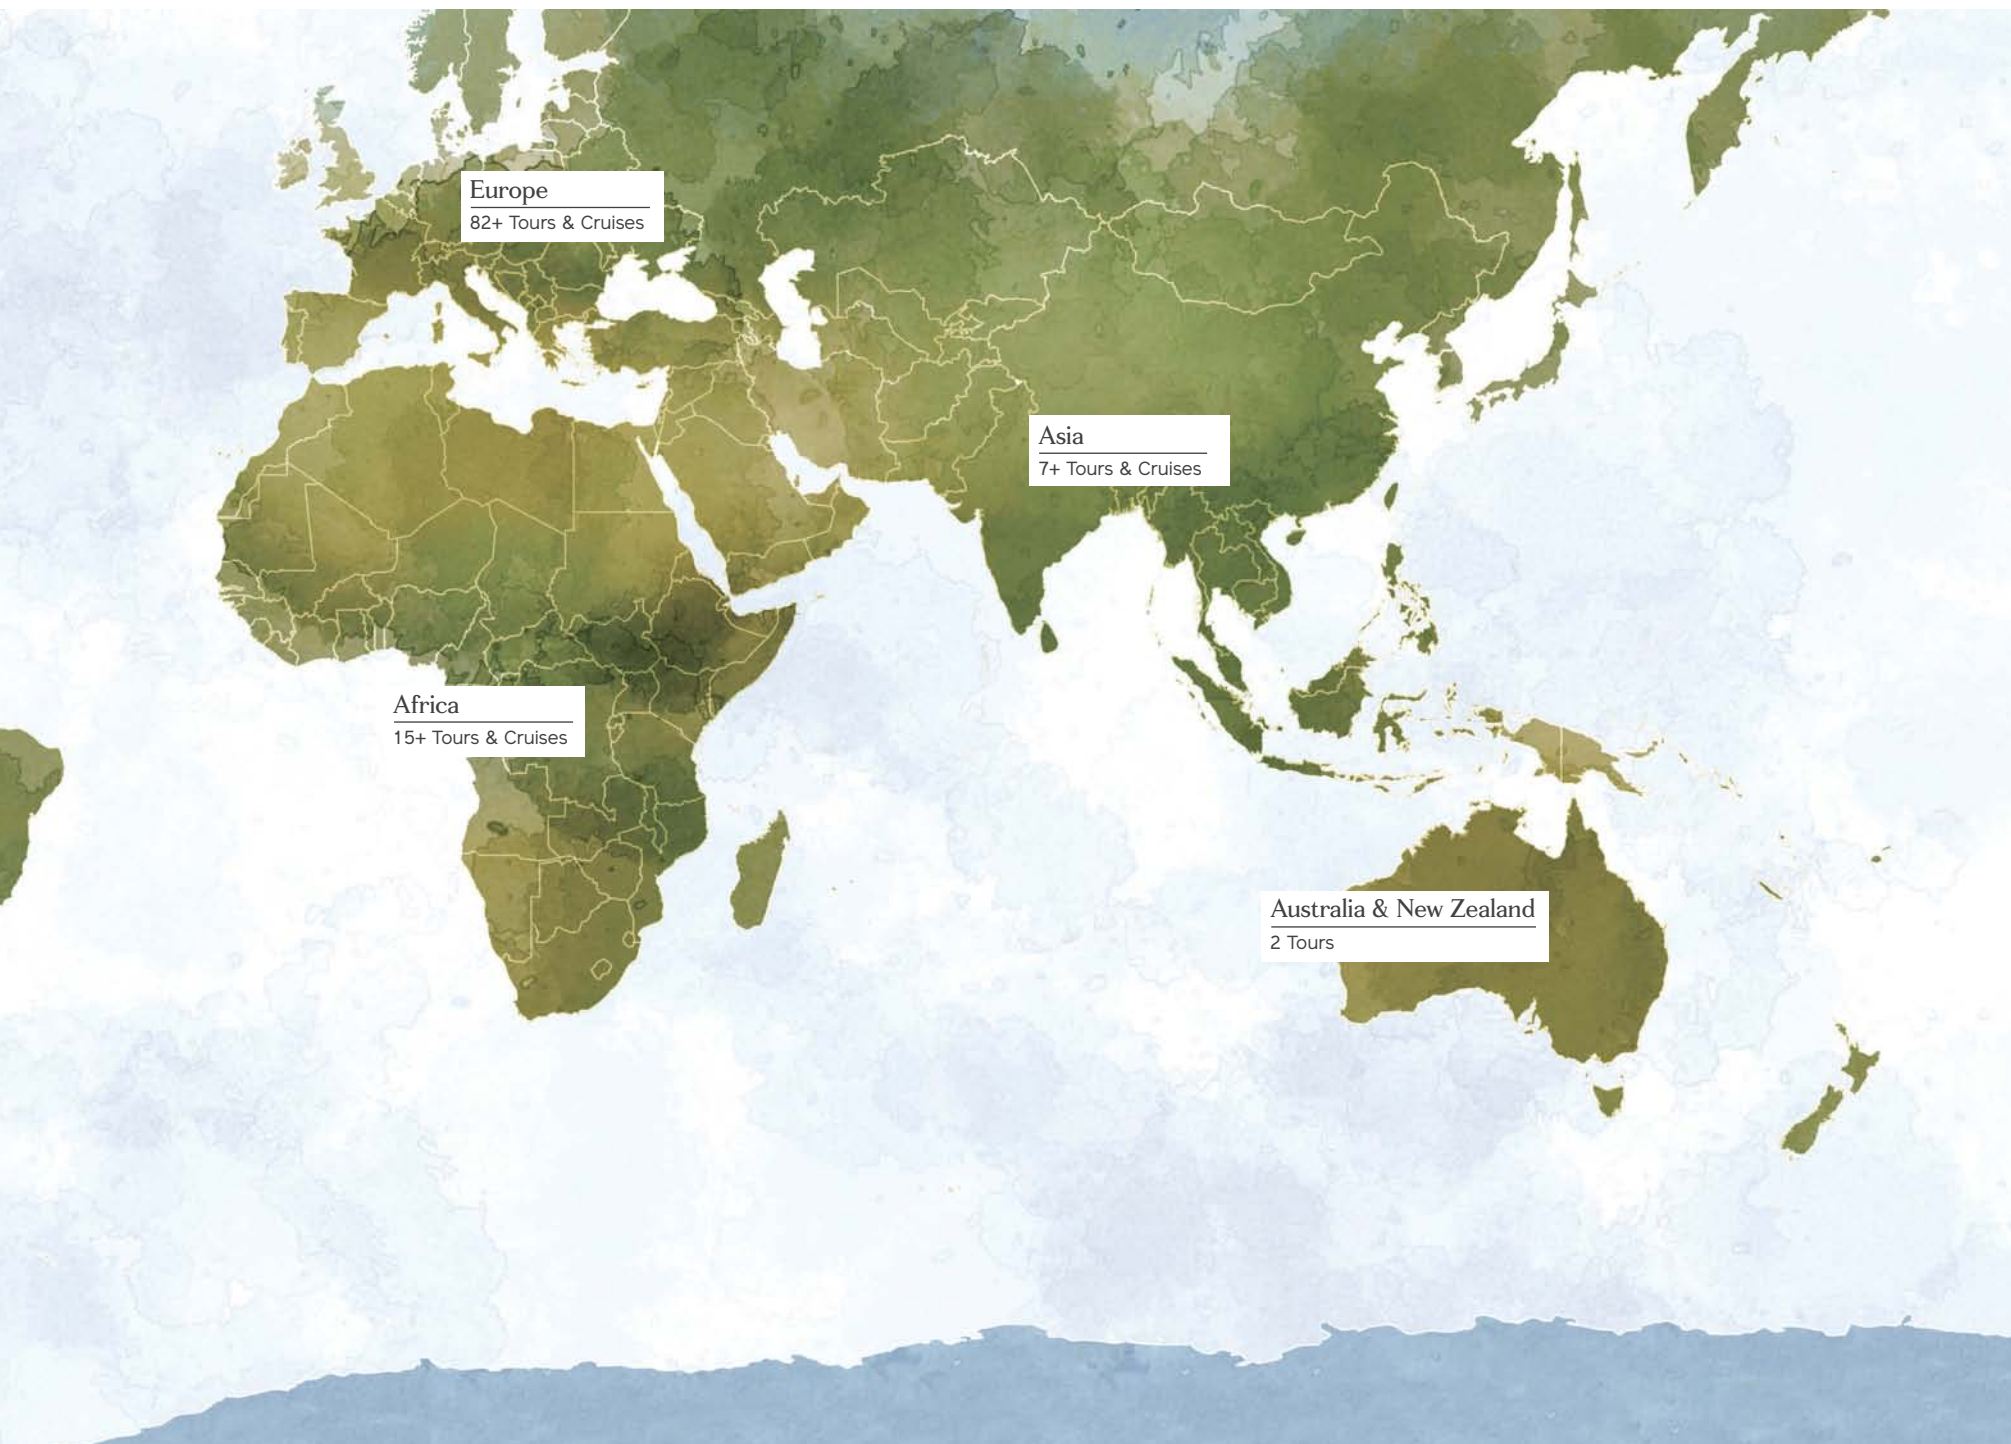 Europe
82+ Tours & Cruises
Asia
7+ Tours & Cruises
Africa
15+ Tours & Cruises
Australia & New Zealand
2 Tours